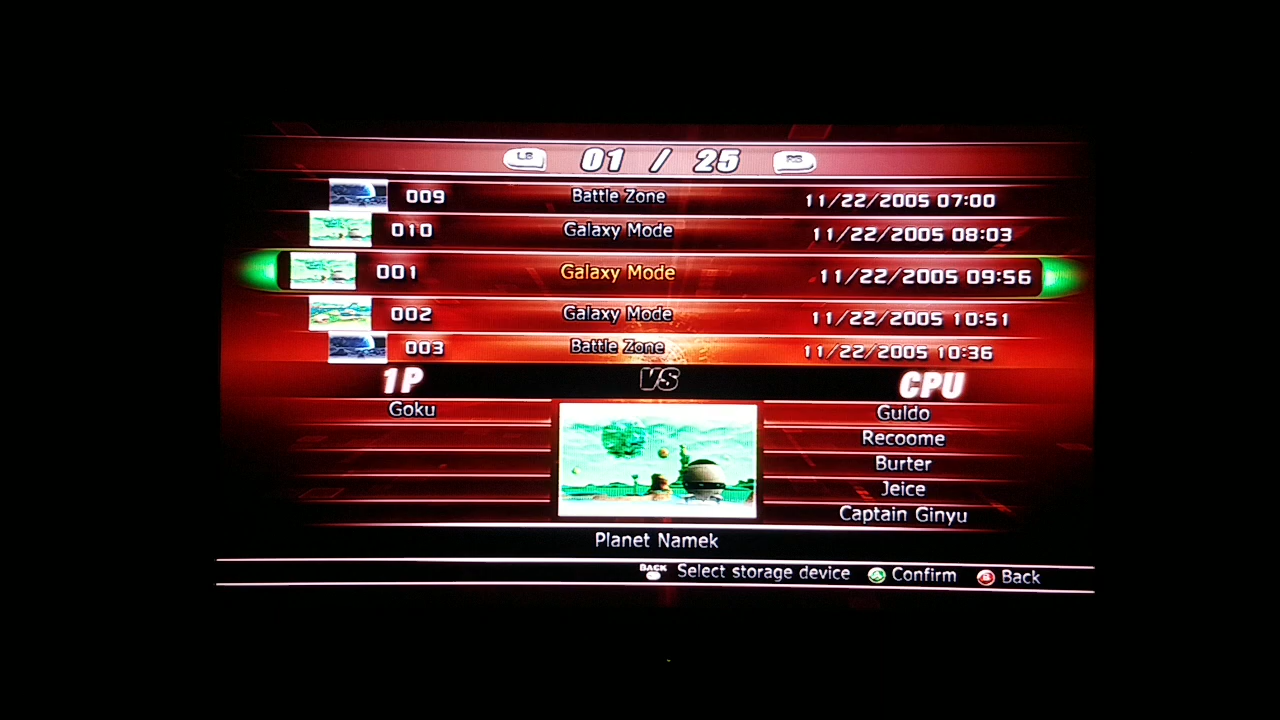 LB 01 / 25 RB
009 Battle Zone 11/22/2005 07:00
010 Galaxy Mode 11/22/2005 08:03
001 Galaxy Mode 11/22/2005 09:56
002 Galaxy Mode 11/22/2005 10:51
003 Battle Zone 11/22/2005 10:36
1P VS CPU
Goku Guldo
Recoome
Burter
Jeice
Captain Ginyu
Planet Namek
BACK Select storage device A Confirm B Back